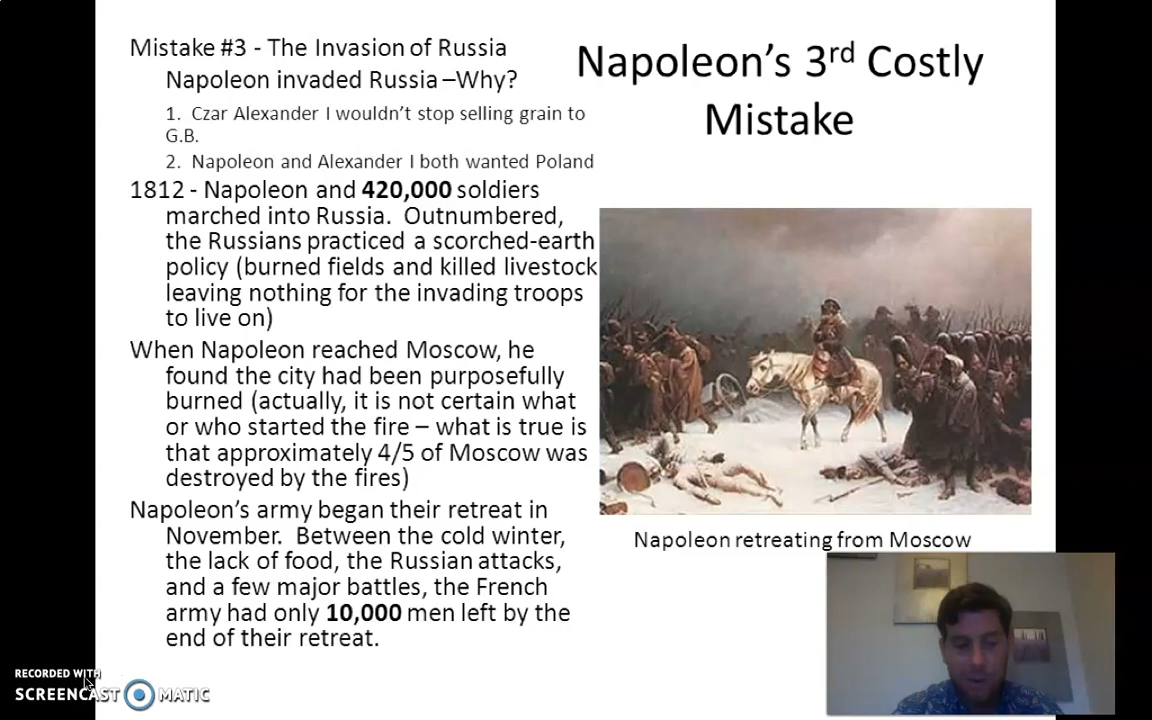 Mistake #3 - The Invasion of Russia
Napoleon invaded Russia –Why?
1. Czar Alexander I wouldn't stop selling grain to
G.B.
2. Napoleon and Alexander I both wanted Poland
1812 - Napoleon and 420,000 soldiers
marched into Russia. Outnumbered,
the Russians practiced a scorched-earth
policy (burned fields and killed livestock
leaving nothing for the invading troops
to live on)
When Napoleon reached Moscow, he
found the city had been purposefully
burned (actually, it is not certain what
or who started the fire – what is true is
that approximately 4/5 of Moscow was
destroyed by the fires)
Napoleon's army began their retreat in
November. Between the cold winter,
the lack of food, the Russian attacks,
and a few major battles, the French
army had only 10,000 men left by the
end of their retreat.
Napoleon's 3rd Costly
Mistake
Napoleon retreating from Moscow
RECORDED WITH
SCREENCAST MATIC